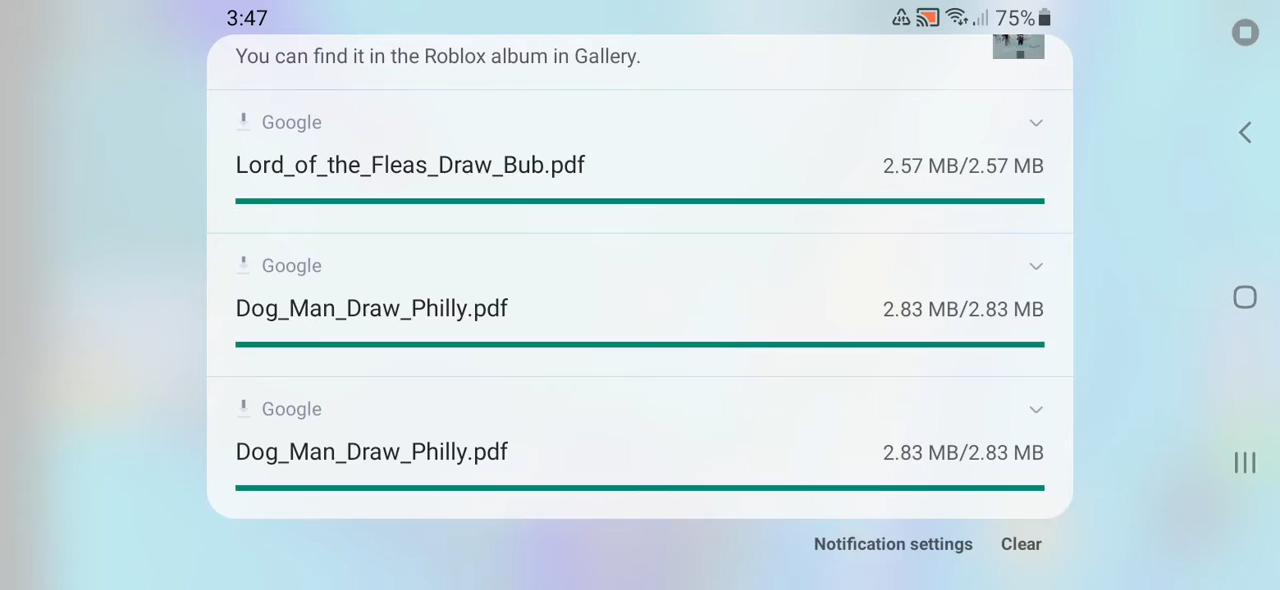 3:47
75%
You can find it in the Roblox album in Gallery.
Google
Lord_of_the_Fleas_Draw_Bub.pdf
2.57 MB/2.57 MB
Google
Dog_Man_Draw_Philly.pdf
2.83 MB/2.83 MB
Google
Dog_Man_Draw_Philly.pdf
2.83 MB/2.83 MB
Notification settings
Clear